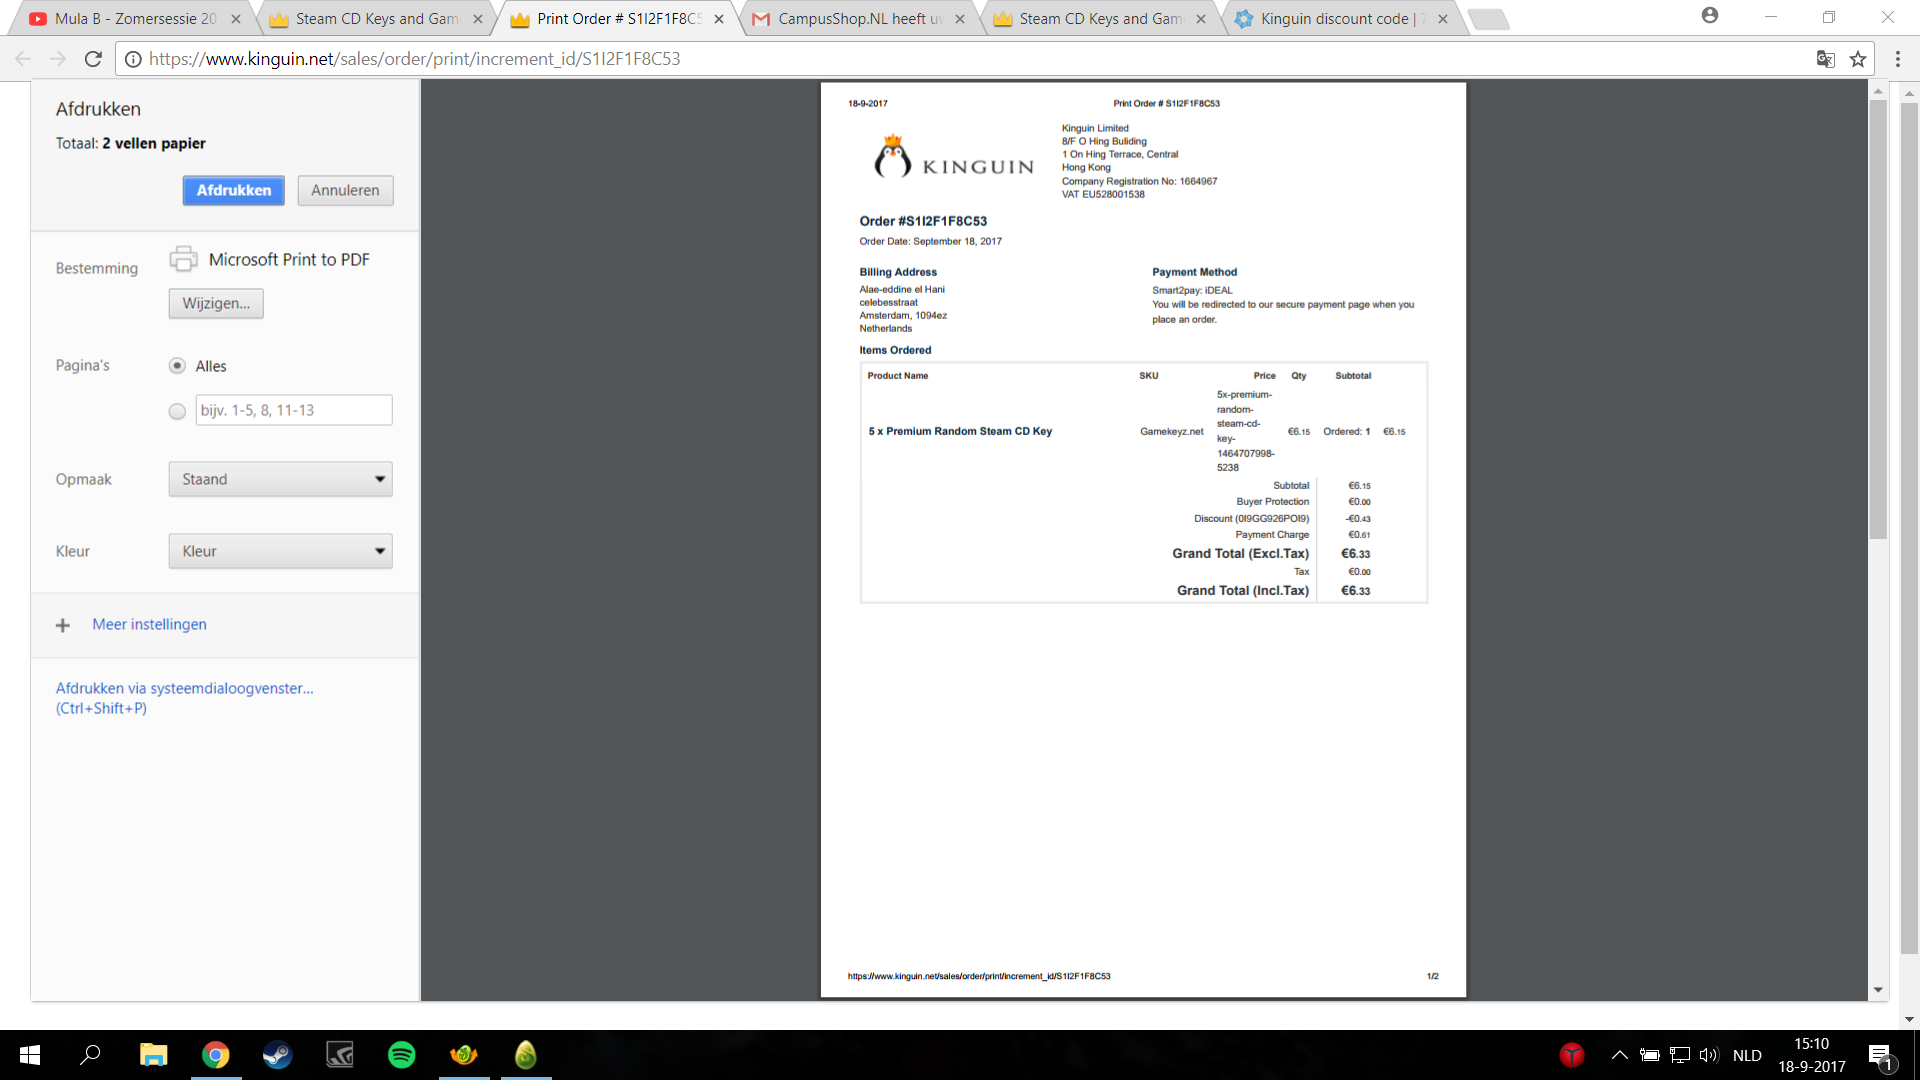 Mula B - Zomersessie 20
Steam CD Keys and Gam
Print Order # S1I2F1F8C5
CampusShop.NL heeft u
Steam CD Keys and Gam
Kinguin discount code |
https://www.kinguin.net/sales/order/print/increment_id/S1I2F1F8C53
Afdrukken
Totaal: 2 vellen papier
Afdrukken
Annuleren
Bestemming
Microsoft Print to PDF
Wijzigen...
Pagina's
Alles
bijv. 1-5, 8, 11-13
Opmaak
Staand
Kleur
Kleur
Meer instellingen
Afdrukken via systeemdialoogvenster...
(Ctrl+Shift+P)
18-9-2017
Print Order # S1I2F1F8C53
KINGUIN
Kinguin Limited
8/F O Hing Buliding
1 On Hing Terrace, Central
Hong Kong
Company Registration No: 1664967
VAT EU528001538
Order #S1I2F1F8C53
Order Date: September 18, 2017
Billing Address
Alae-eddine el Hani
celebesstraat
Amsterdam, 1094ez
Netherlands
Payment Method
Smart2pay: iDEAL
You will be redirected to our secure payment page when you
place an order.
Items Ordered
Product Name SKU Price Qty Subtotal
5 x Premium Random Steam CD Key
Gamekeyz.net
5x-premium-
random-
steam-cd-
key-
1464707998-
5238
€6.15 Ordered: 1 €6.15
Subtotal €6.15
Buyer Protection €0.00
Discount (0I9GG926POI9) -€0.43
Payment Charge €0.61
Grand Total (Excl.Tax) €6.33
Tax €0.00
Grand Total (Incl.Tax) €6.33
https://www.kinguin.net/sales/order/print/increment_id/S1I2F1F8C53
1/2
NLD
15:10
18-9-2017
1